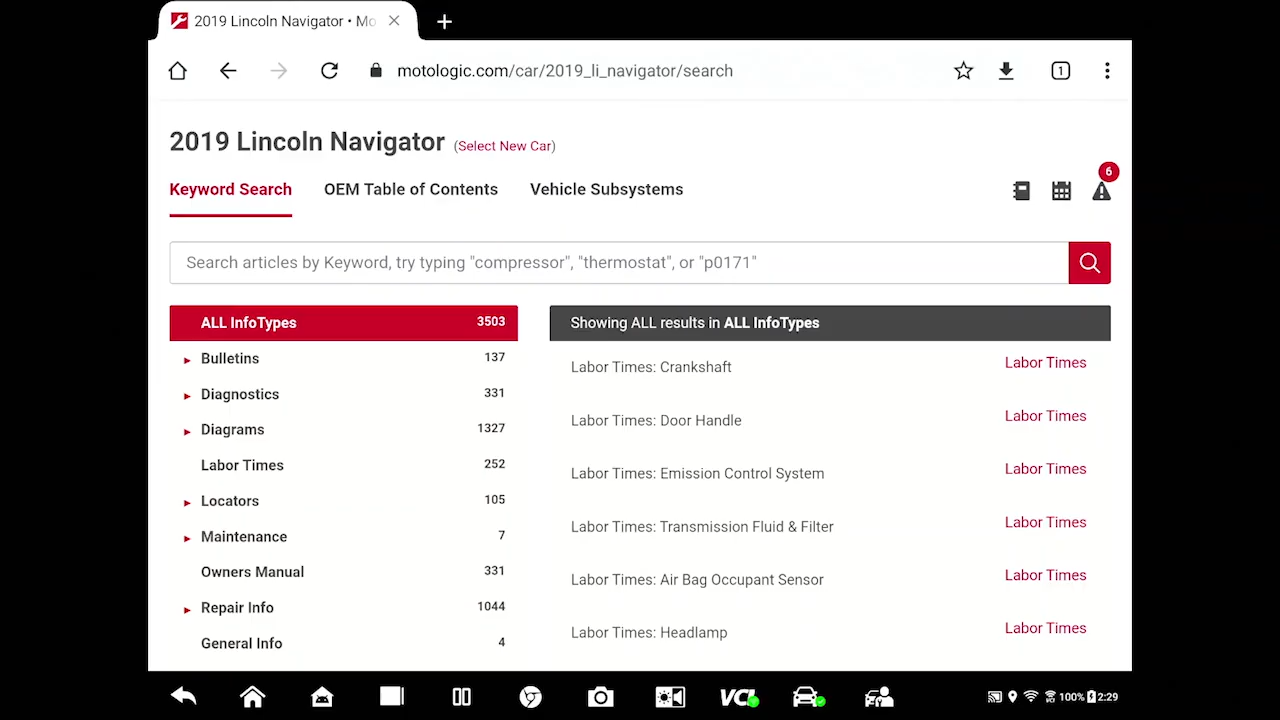 2019 Lincoln Navigator • Mo
motologic.com/car/2019_li_navigator/search
1
2019 Lincoln Navigator (Select New Car)
Keyword Search OEM Table of Contents Vehicle Subsystems
6
Search articles by Keyword, try typing "compressor", "thermostat", or "p0171"
ALL InfoTypes 3503
Showing ALL results in ALL InfoTypes
Bulletins 137
Labor Times: Crankshaft Labor Times
Diagnostics 331
Labor Times: Door Handle Labor Times
Diagrams 1327
Labor Times 252
Labor Times: Emission Control System Labor Times
Locators 105
Labor Times: Transmission Fluid & Filter Labor Times
Maintenance 7
Owners Manual 331
Labor Times: Air Bag Occupant Sensor Labor Times
Repair Info 1044
Labor Times: Headlamp Labor Times
General Info 4
VCI 100% 2:29